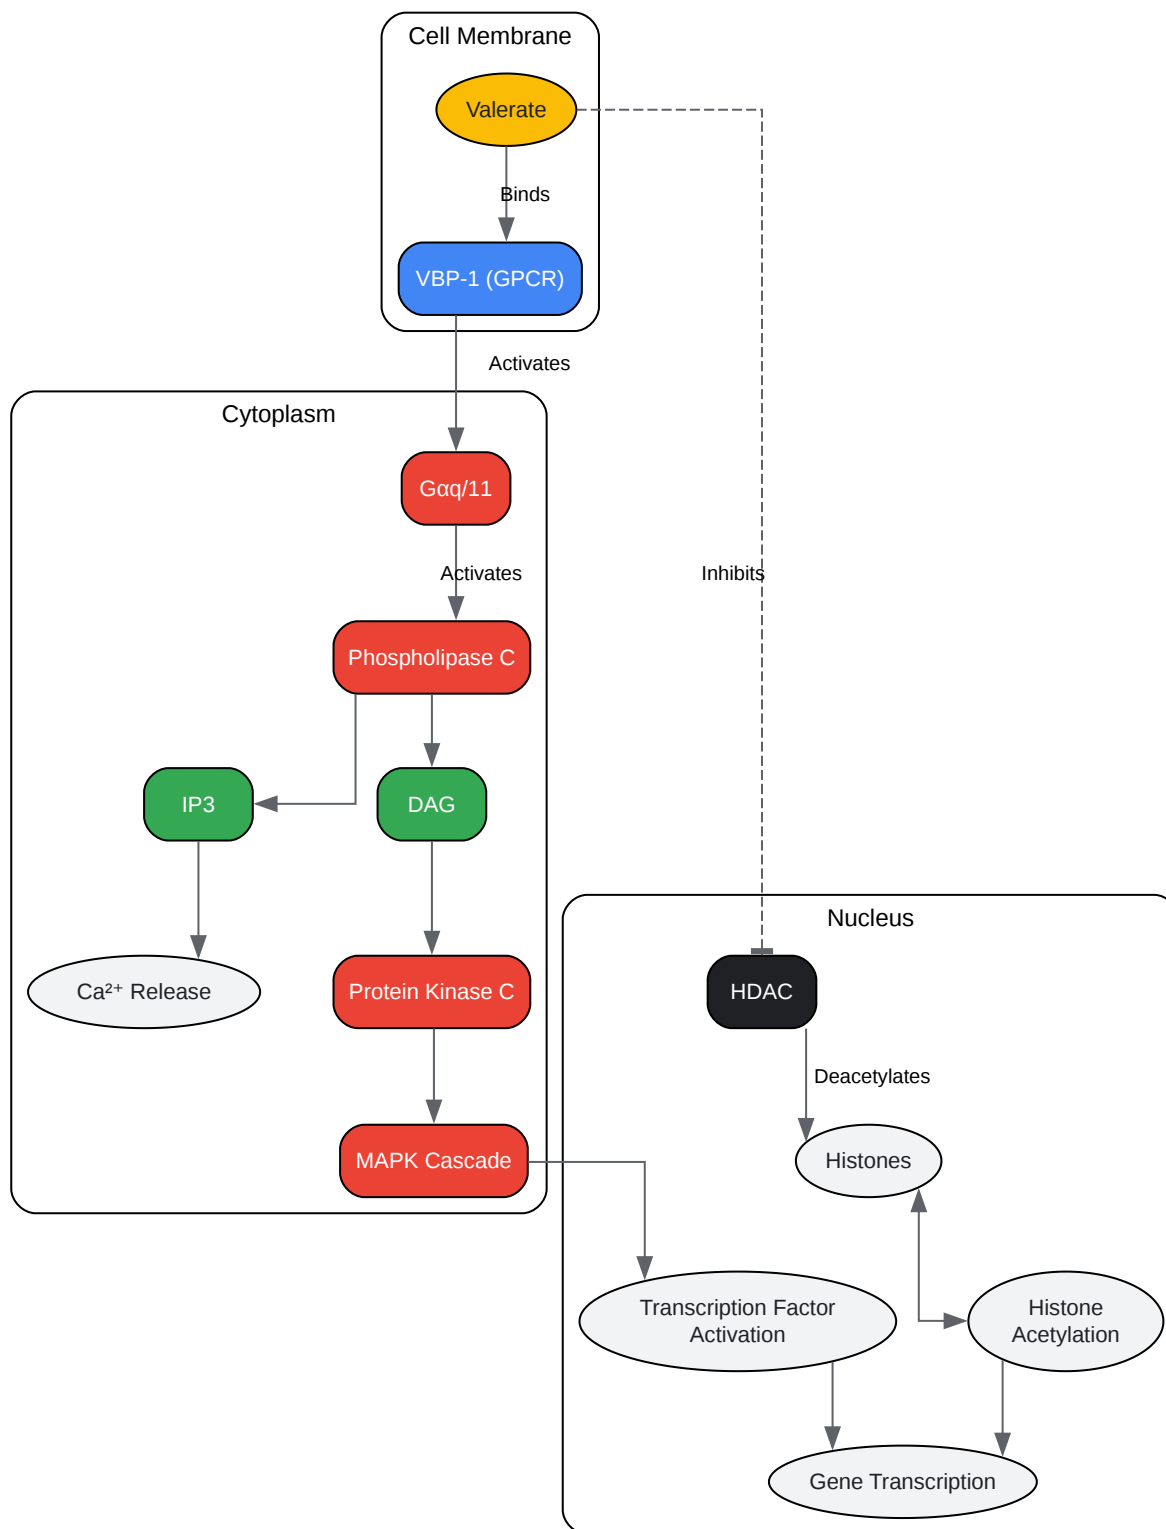 Cell Membrane
Valerate
Binds
VBP-1 (GPCR)
Activates
Cytoplasm
Gαq/11
Activates
Inhibits
Phospholipase C
IP3
DAG
Nucleus
Ca²⁺ Release
Protein Kinase C
HDAC
Deacetylates
MAPK Cascade
Histones
Transcription Factor
Activation
Histone
Acetylation
Gene Transcription